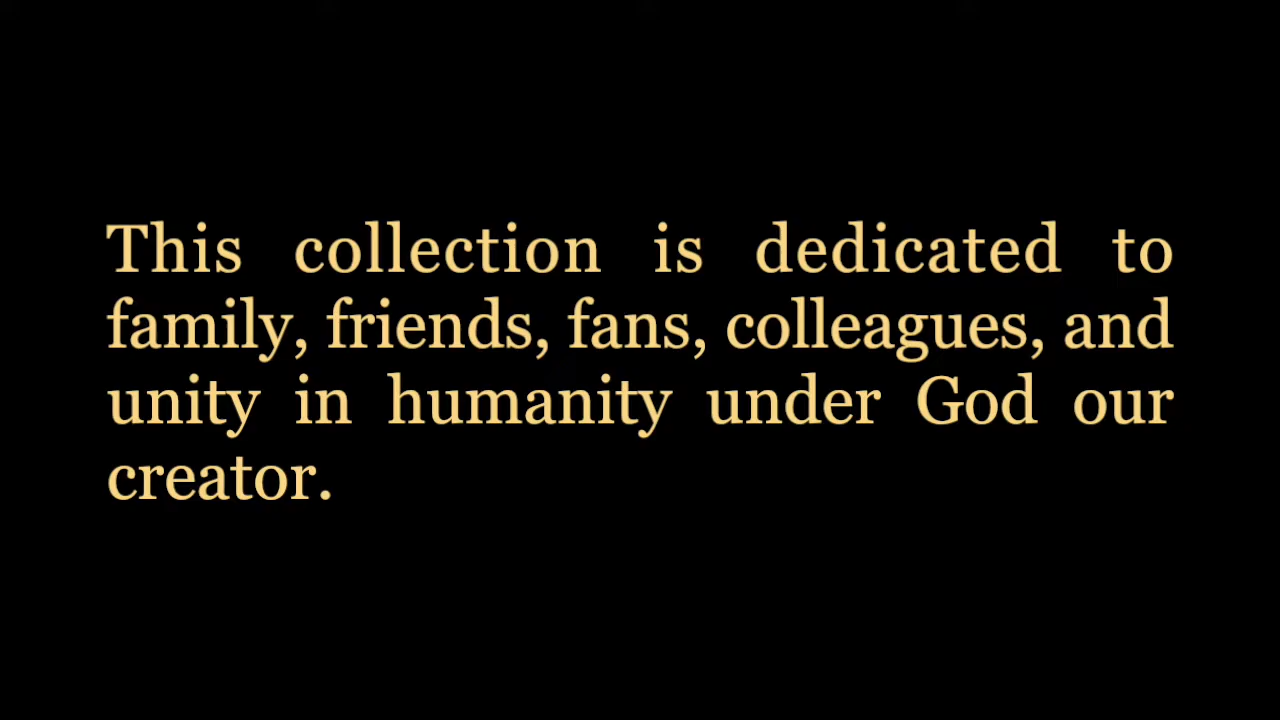 This collection is dedicated to
family, friends, fans, colleagues, and
unity in humanity under God our
creator.